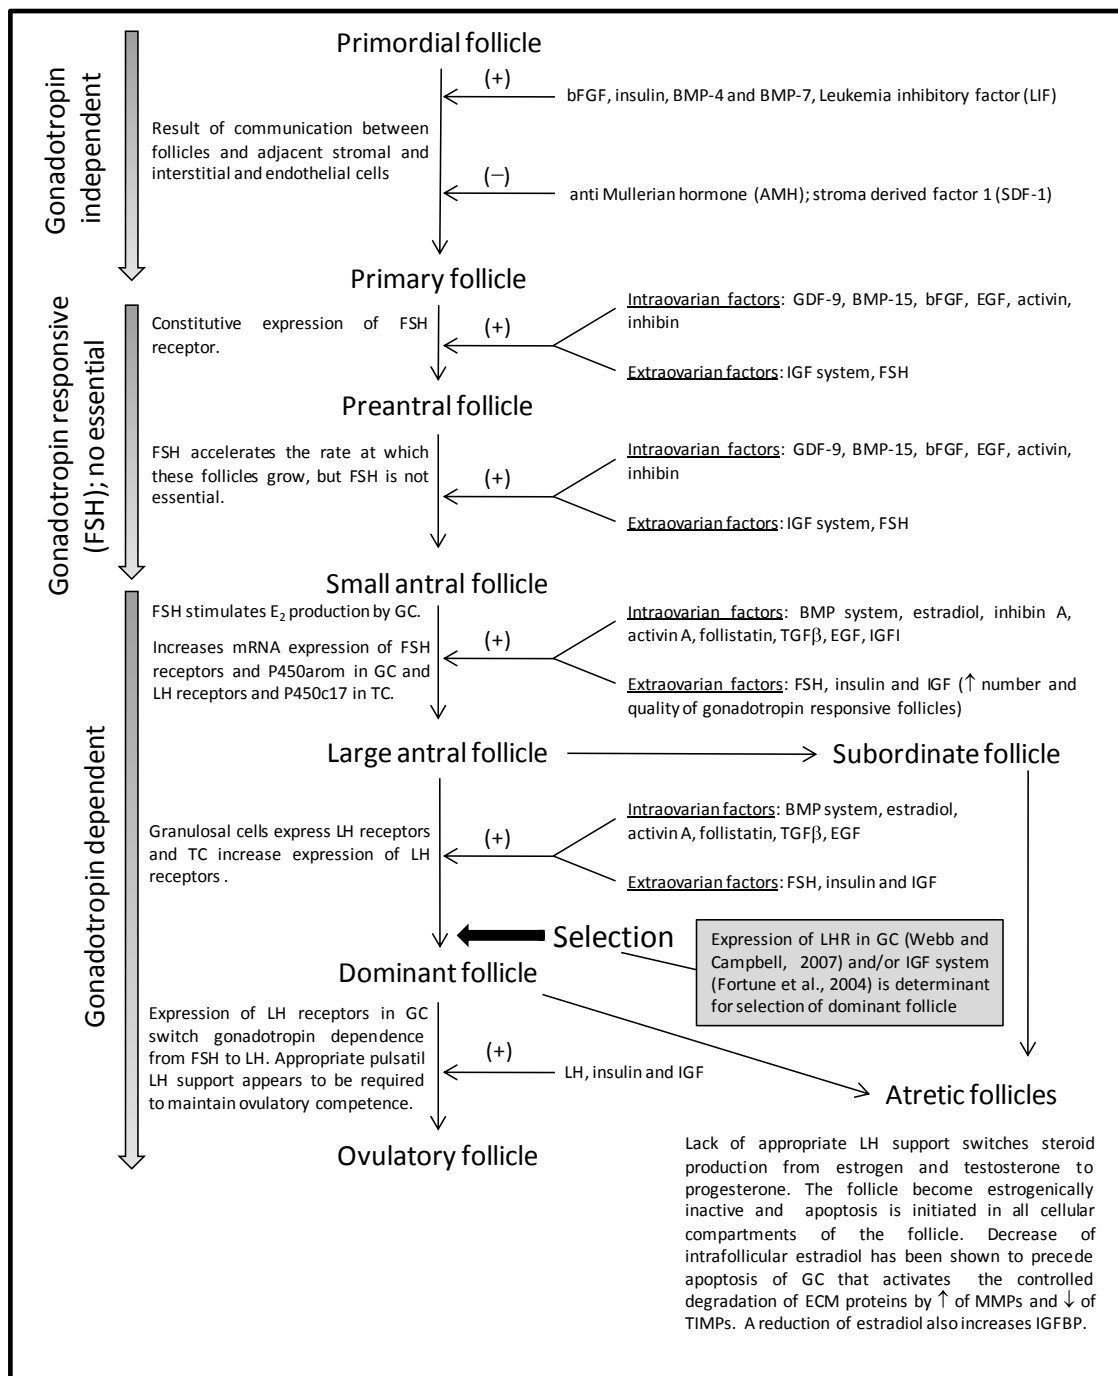 Gonadotropin
independent
Primordial follicle
(+)
bFGF, insulin, BMP-4 and BMP-7, Leukemia inhibitory factor (LIF)
Result of communication between
follicles and adjacent stromal and
interstitial and endothelial cells
(−)
anti Mullerian hormone (AMH); stroma derived factor 1 (SDF-1)
Primary follicle
Gonadotropin responsive
(FSH); no essential
Constitutive expression of FSH
receptor.
(+)
Intraovarian factors: GDF-9, BMP-15, bFGF, EGF, activin,
inhibin
Extraovarian factors: IGF system, FSH
Preantral follicle
FSH accelerates the rate at which
these follicles grow, but FSH is not
essential.
(+)
Intraovarian factors: GDF-9, BMP-15, bFGF, EGF, activin,
inhibin
Extraovarian factors: IGF system, FSH
Small antral follicle
Gonadotropin dependent
FSH stimulates E₂ production by GC.
Increases mRNA expression of FSH
receptors and P450arom in GC and
LH receptors and P450c17 in TC.
(+)
Intraovarian factors: BMP system, estradiol, inhibin A,
activin A, follistatin, TGFβ, EGF, IGFI
Extraovarian factors: FSH, insulin and IGF (↑ number and
quality of gonadotropin responsive follicles)
Large antral follicle
Subordinate follicle
Granulosal cells express LH receptors
and TC increase expression of LH
receptors .
(+)
Intraovarian factors: BMP system, estradiol,
activin A, follistatin, TGFβ, EGF
Extraovarian factors: FSH, insulin and IGF
Selection
Expression of LHR in GC (Webb and
Campbell, 2007) and/or IGF system
(Fortune et al., 2004) is determinant
for selection of dominant follicle
Dominant follicle
Expression of LH receptors in GC
switch gonadotropin dependence
from FSH to LH. Appropriate pulsatil
LH support appears to be required
to maintain ovulatory competence.
(+)
LH, insulin and IGF
Atretic follicles
Ovulatory follicle
Lack of appropriate LH support switches steroid
production from estrogen and testosterone to
progesterone. The follicle become estrogenically
inactive and apoptosis is initiated in all cellular
compartments of the follicle. Decrease of
intrafollicular estradiol has been shown to precede
apoptosis of GC that activates the controlled
degradation of ECM proteins by ↑ of MMPs and ↓ of
TIMPs. A reduction of estradiol also increases IGFBP.